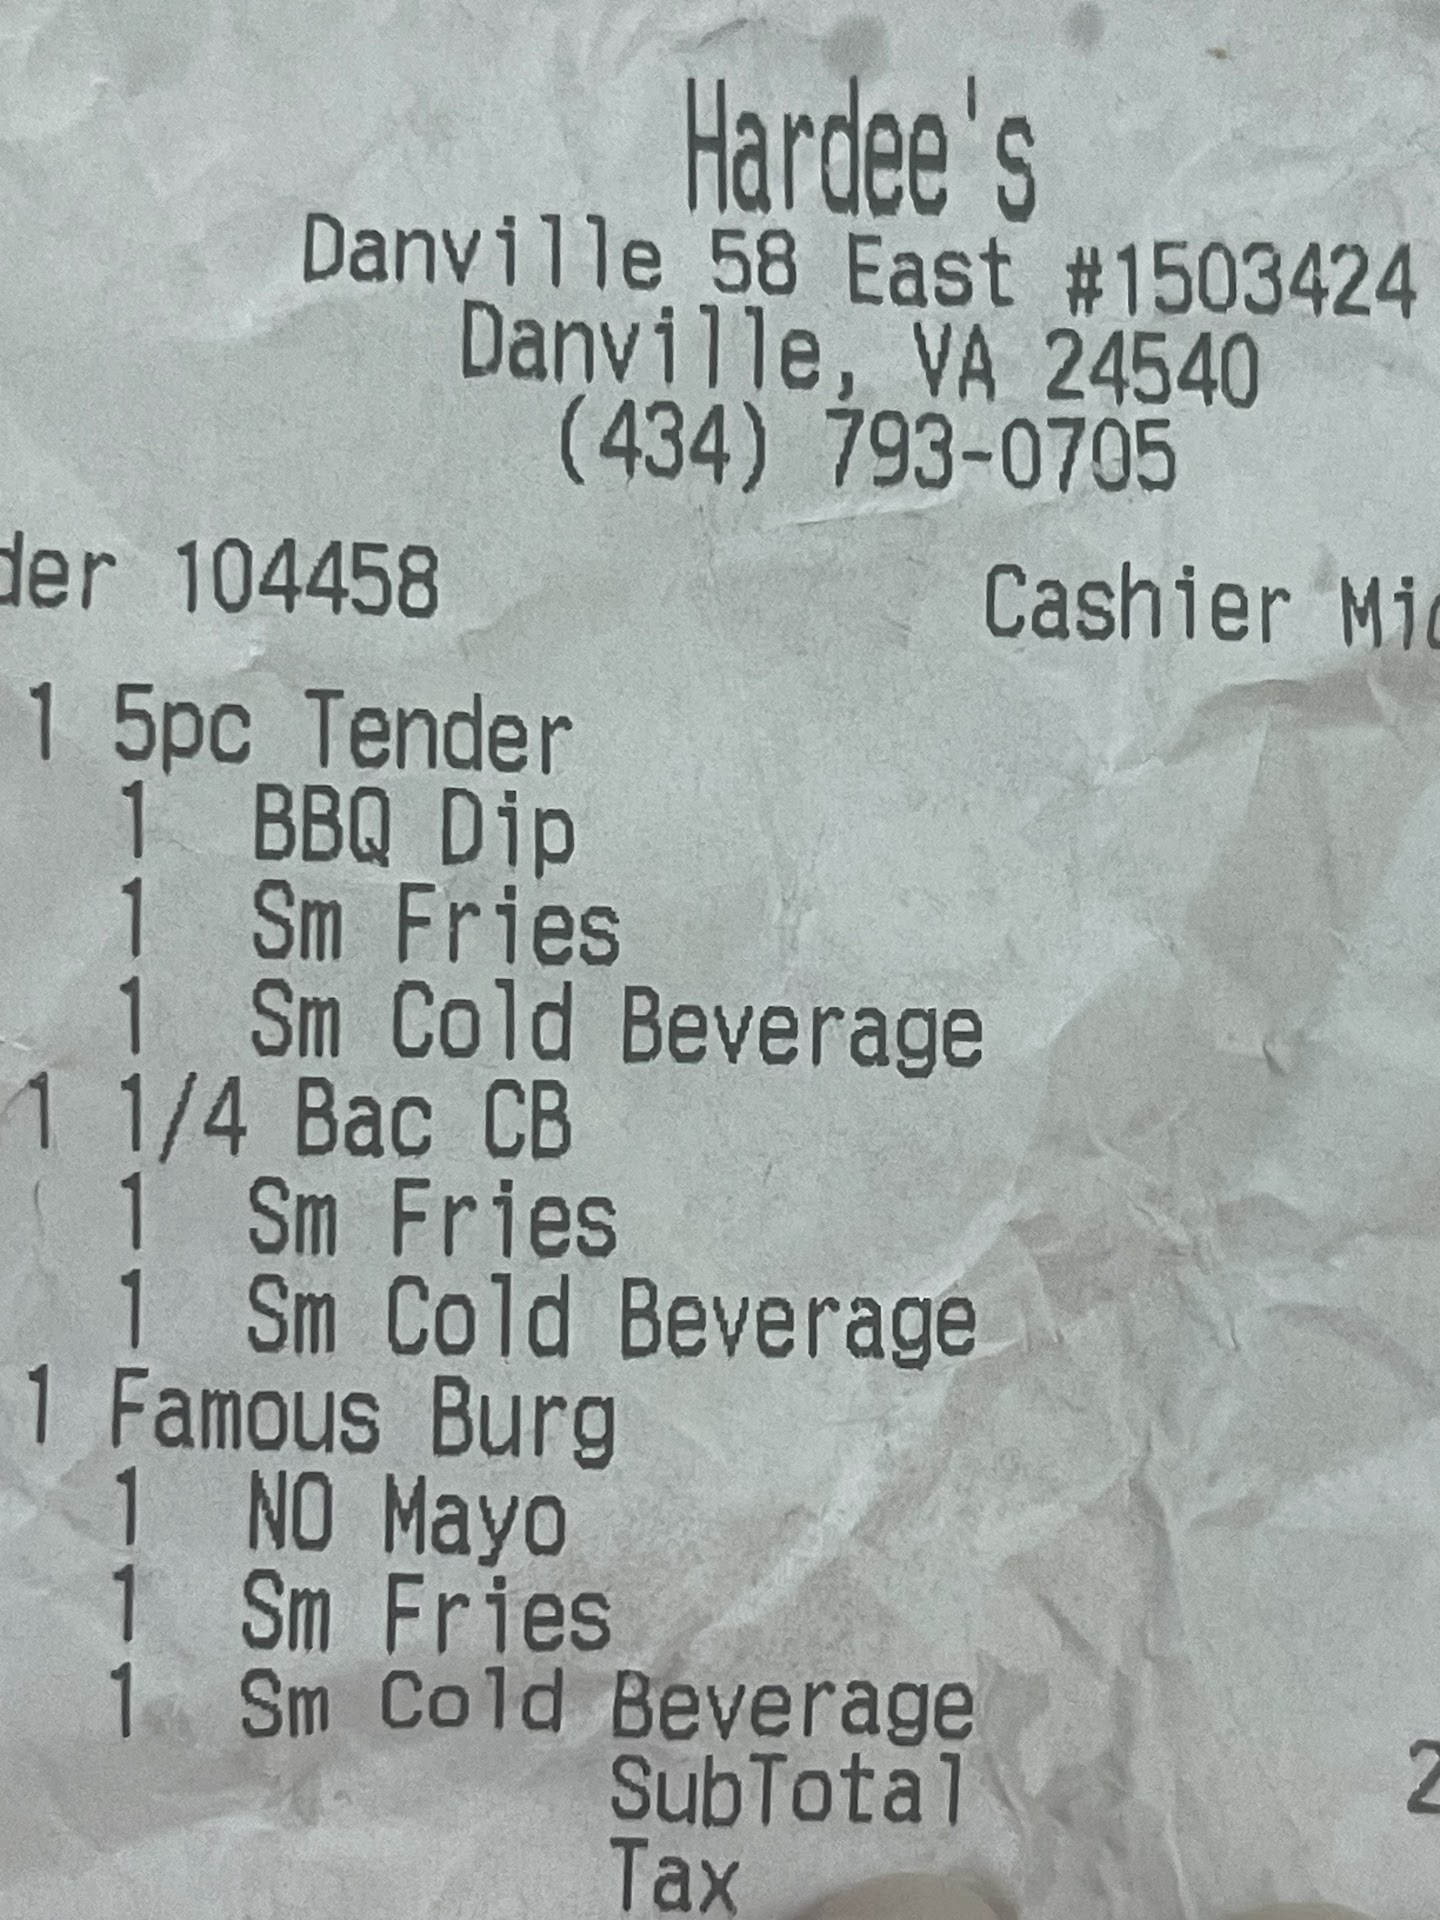 Hardee's
Danville 58 East #1503424
Danville, VA 24540
(434) 793-0705
der 104458 Cashier Mic
1 5pc Tender
1 BBQ Dip
1 Sm Fries
1 Sm Cold Beverage
1 1/4 Bac CB
1 Sm Fries
1 Sm Cold Beverage
1 Famous Burg
1 NO Mayo
1 Sm Fries
1 Sm Cold Beverage
SubTotal 2
Tax